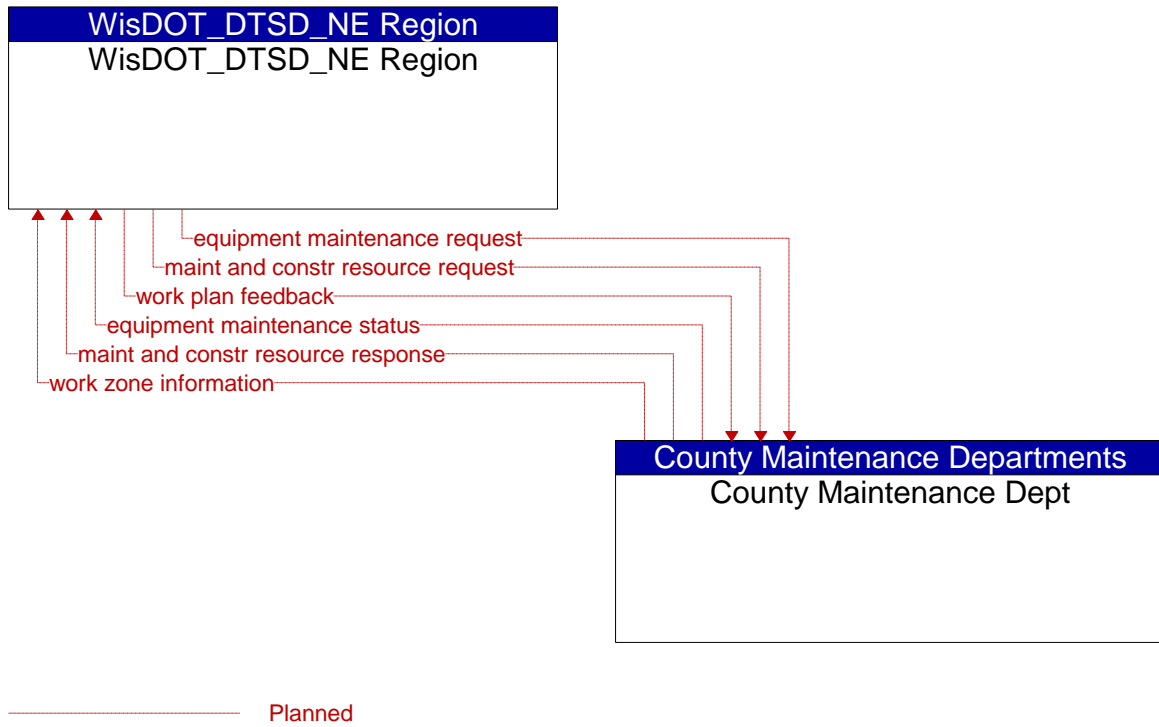 WisDOT_DTSD_NE Region
WisDOT_DTSD_NE Region
equipment maintenance request
maint and constr resource request
work plan feedback
equipment maintenance status
maint and constr resource response
work zone information
County Maintenance Departments
County Maintenance Dept
Planned